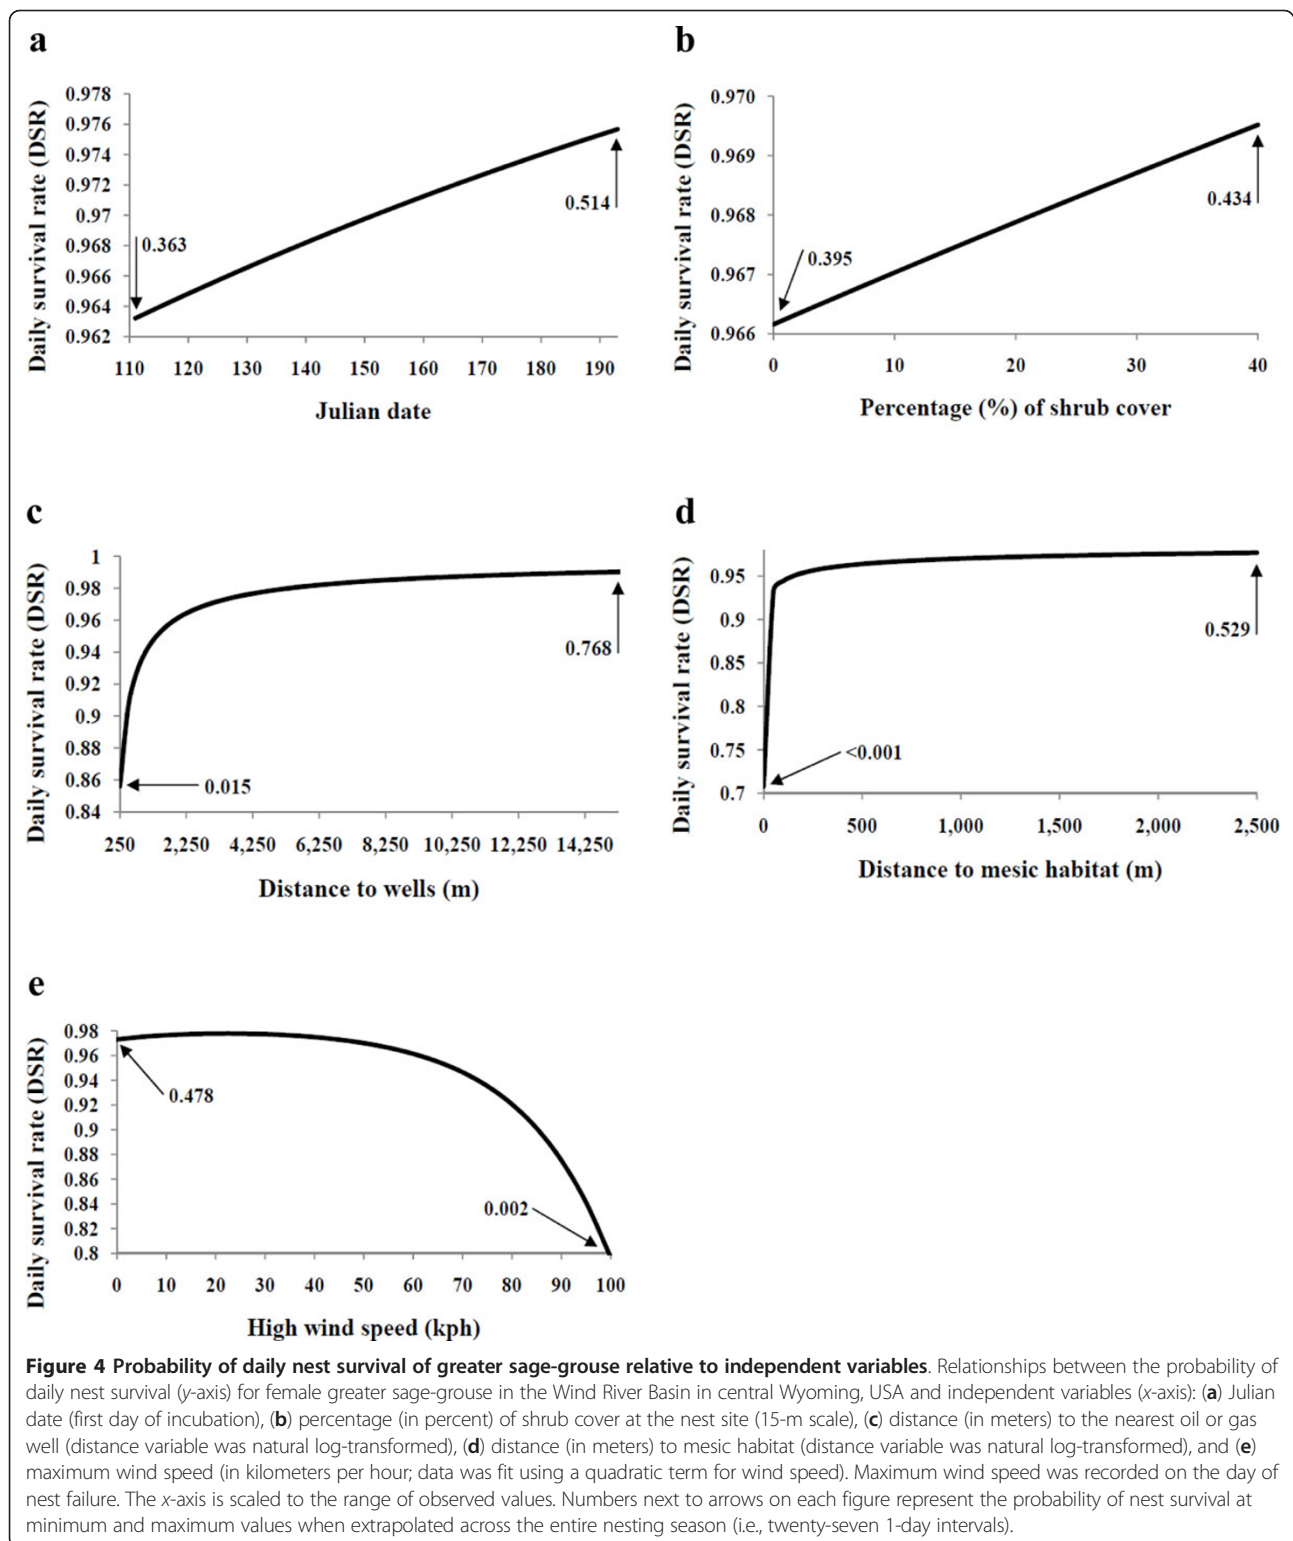 a
Daily survival rate (DSR)
0.978
0.976
0.974
0.972
0.97
0.968
0.966
0.964
0.962
0.363
0.514
110 120 130 140 150 160 170 180 190
Julian date
b
Daily survival rate (DSR)
0.970
0.969
0.968
0.967
0.966
0.395
0.434
0 10 20 30 40
Percentage (%) of shrub cover
c
Daily survival rate (DSR)
1
0.98
0.96
0.94
0.92
0.9
0.88
0.86
0.84
0.768
0.015
250 2,250 4,250 6,250 8,250 10,250 12,250 14,250
Distance to wells (m)
d
Daily survival rate (DSR)
0.95
0.9
0.85
0.8
0.75
0.7
0.529
<0.001
0 500 1,000 1,500 2,000 2,500
Distance to mesic habitat (m)
e
Daily survival rate (DSR)
0.98
0.96
0.94
0.92
0.9
0.88
0.86
0.84
0.82
0.8
0.478
0.002
0 10 20 30 40 50 60 70 80 90 100
High wind speed (kph)
Figure 4 Probability of daily nest survival of greater sage-grouse relative to independent variables. Relationships between the probability of
daily nest survival (y-axis) for female greater sage-grouse in the Wind River Basin in central Wyoming, USA and independent variables (x-axis): (a) Julian
date (first day of incubation), (b) percentage (in percent) of shrub cover at the nest site (15-m scale), (c) distance (in meters) to the nearest oil or gas
well (distance variable was natural log-transformed), (d) distance (in meters) to mesic habitat (distance variable was natural log-transformed), and (e)
maximum wind speed (in kilometers per hour; data was fit using a quadratic term for wind speed). Maximum wind speed was recorded on the day of
nest failure. The x-axis is scaled to the range of observed values. Numbers next to arrows on each figure represent the probability of nest survival at
minimum and maximum values when extrapolated across the entire nesting season (i.e., twenty-seven 1-day intervals).